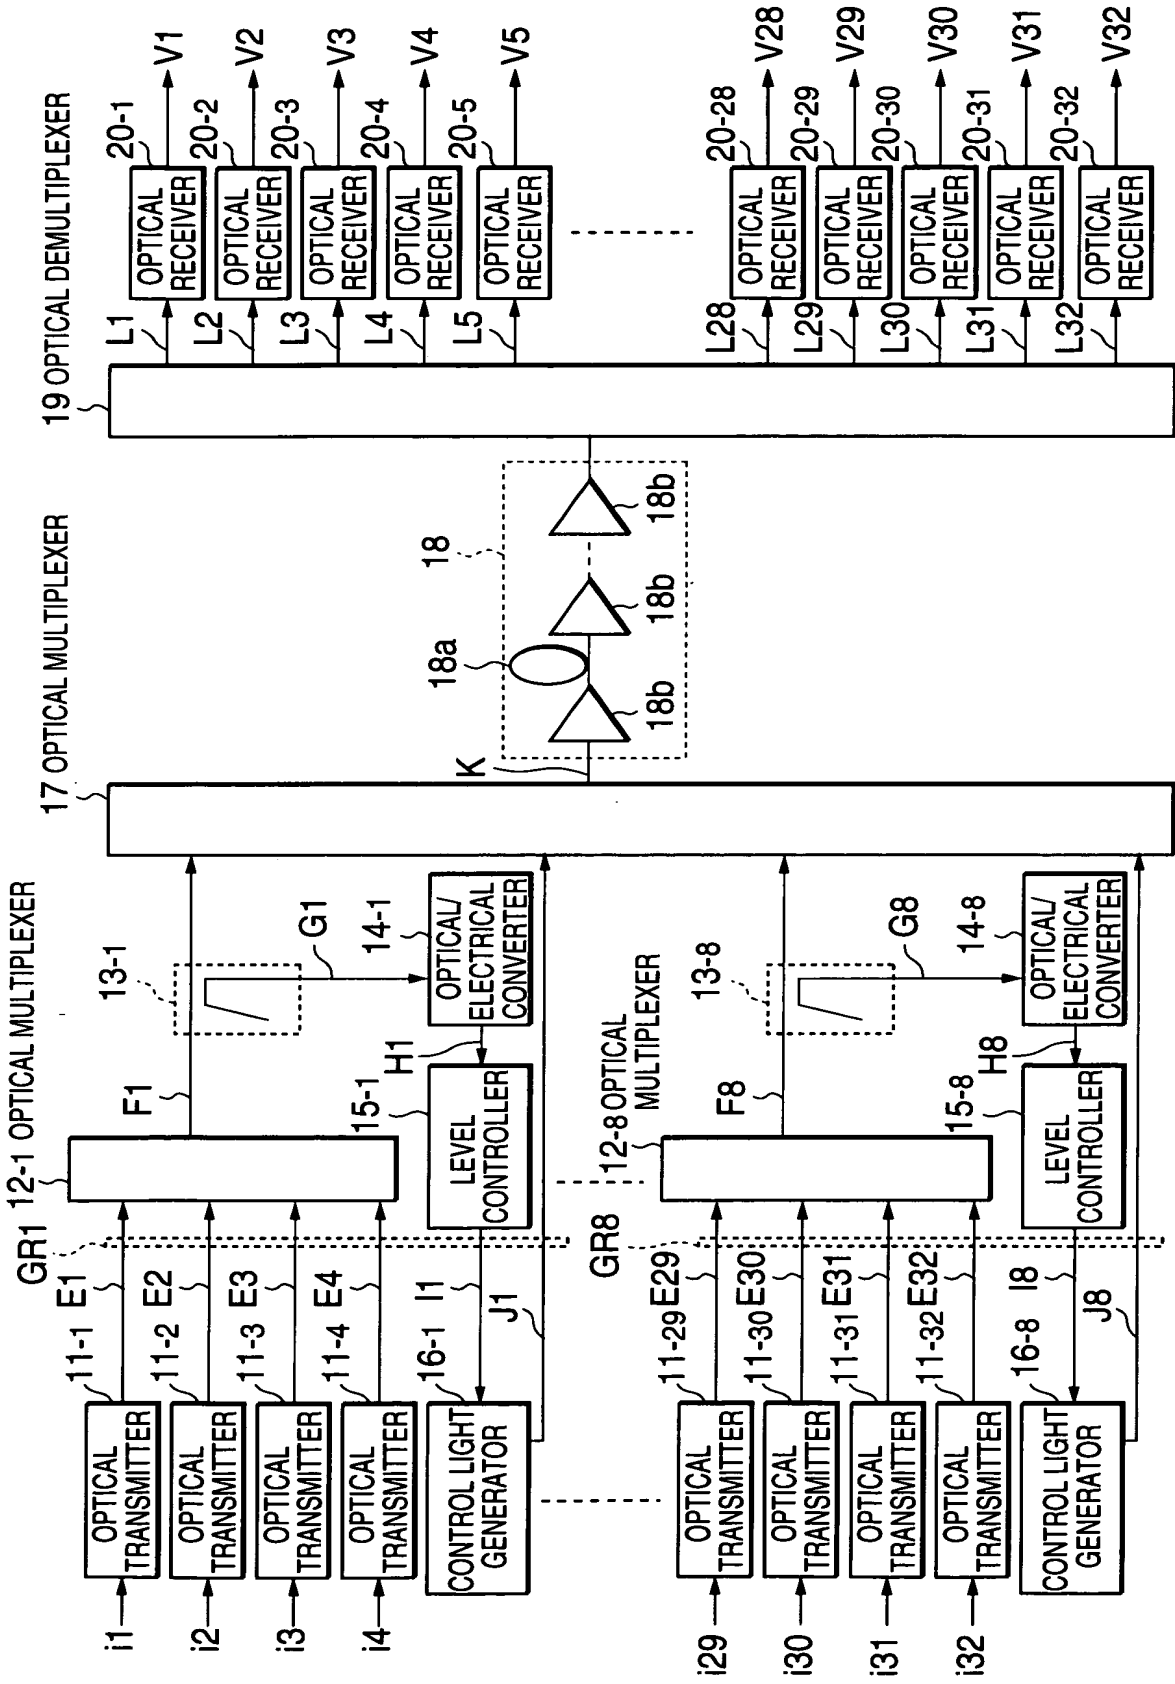 i1
i2
i3
i4
OPTICAL
TRANSMITTER
11-1
OPTICAL
TRANSMITTER
11-2
OPTICAL
TRANSMITTER
11-3
OPTICAL
TRANSMITTER
11-4
CONTROL LIGHT
GENERATOR
16-1
E1
E2
E3
E4
I1
J1
GR1
12-1 OPTICAL MULTIPLEXER
LEVEL
CONTROLLER
15-1
F1
H1
13-1
G1
OPTICAL/
ELECTRICAL
CONVERTER
14-1
i29
i30
i31
i32
OPTICAL
TRANSMITTER
11-29
OPTICAL
TRANSMITTER
11-30
OPTICAL
TRANSMITTER
11-31
OPTICAL
TRANSMITTER
11-32
CONTROL LIGHT
GENERATOR
16-8
E29
E30
E31
E32
I8
J8
GR8
12-8 OPTICAL
MULTIPLEXER
LEVEL
CONTROLLER
15-8
F8
H8
13-8
G8
OPTICAL/
ELECTRICAL
CONVERTER
14-8
17 OPTICAL MULTIPLEXER
K
18
18a
18b
18b
18b
19 OPTICAL DEMULTIPLEXER
L1
L2
L3
L4
L5
L28
L29
L30
L31
L32
OPTICAL
RECEIVER
20-1
V1
OPTICAL
RECEIVER
20-2
V2
OPTICAL
RECEIVER
20-3
V3
OPTICAL
RECEIVER
20-4
V4
OPTICAL
RECEIVER
20-5
V5
OPTICAL
RECEIVER
20-28
V28
OPTICAL
RECEIVER
20-29
V29
OPTICAL
RECEIVER
20-30
V30
OPTICAL
RECEIVER
20-31
V31
OPTICAL
RECEIVER
20-32
V32